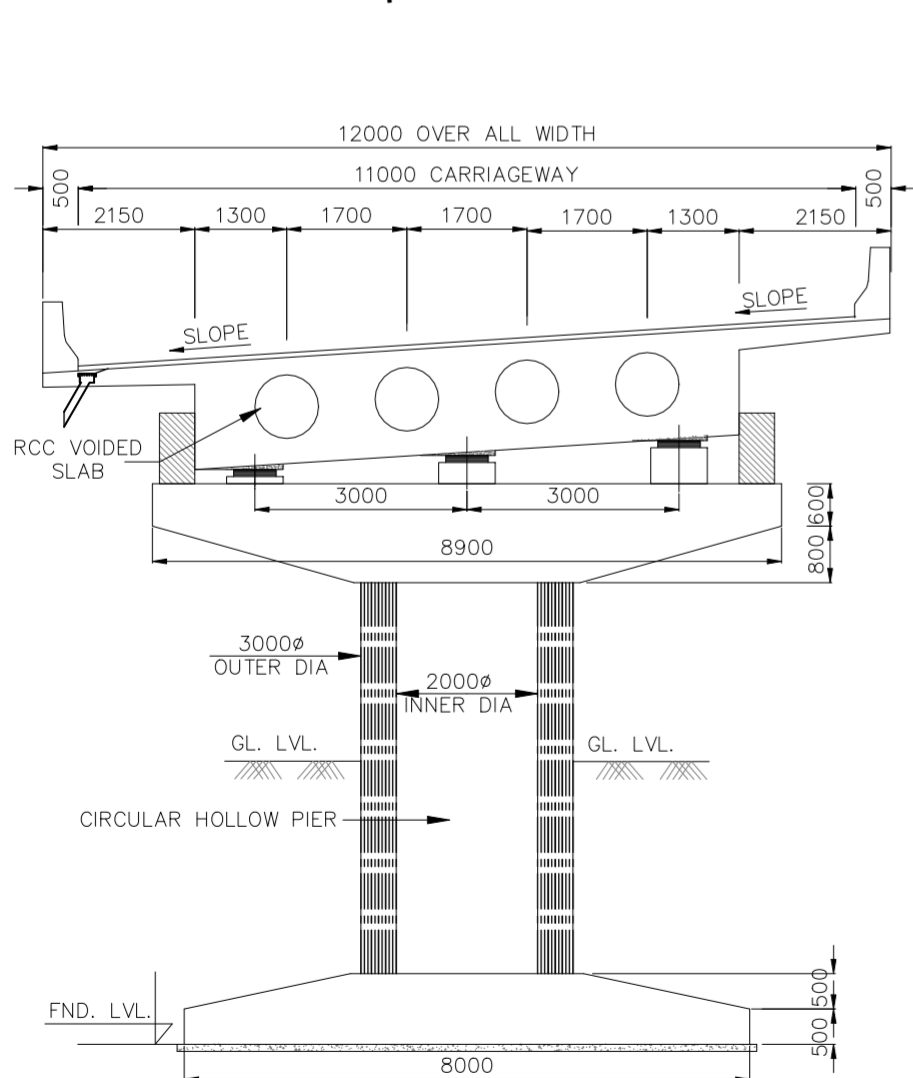 12000 OVER ALL WIDTH
500
11000 CARRIAGEWAY
500
2150
1300
1700
1700
1700
1300
2150
SLOPE
SLOPE
RCC VOIDED
SLAB
3000
3000
600
8900
800
3000ø
OUTER DIA
2000ø
INNER DIA
GL. LVL.
GL. LVL.
CIRCULAR HOLLOW PIER
500
FND. LVL.
500
8000